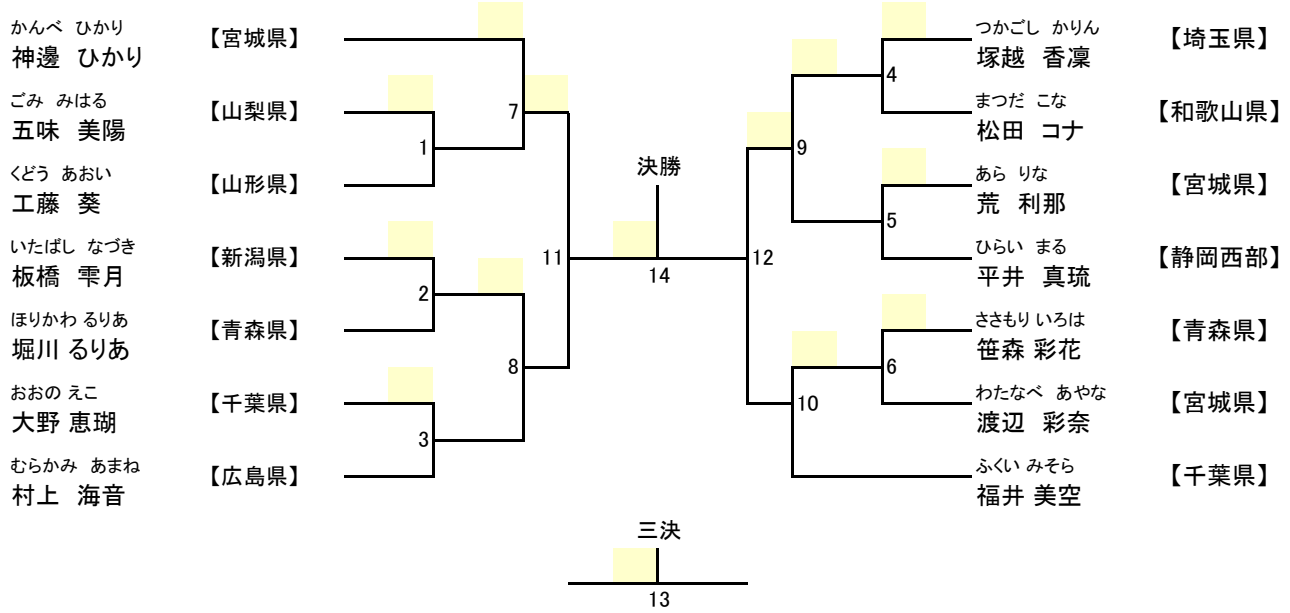 かんべ ひかり
神邊 ひかり 【宮城県】
ごみ みはる
五味 美陽 【山梨県】
くどう あおい
工藤 葵 【山形県】
いたばし なづき
板橋 雫月 【新潟県】
ほりかわ るりあ
堀川 るりあ 【青森県】
おおの えこ
大野 恵瑚 【千葉県】
むらかみ あまね
村上 海音 【広島県】
1
2
3
7
8
11
決勝
14
12
9
10
4
5
6
つかごし かりん
塚越 香凜 【埼玉県】
まつだ こな
松田 コナ 【和歌山県】
あら りな
荒 利那 【宮城県】
ひらい まる
平井 真琉 【静岡西部】
ささもり いろは
笹森 彩花 【青森県】
わたなべ あやな
渡辺 彩奈 【宮城県】
ふくい みそら
福井 美空 【千葉県】
三決
13